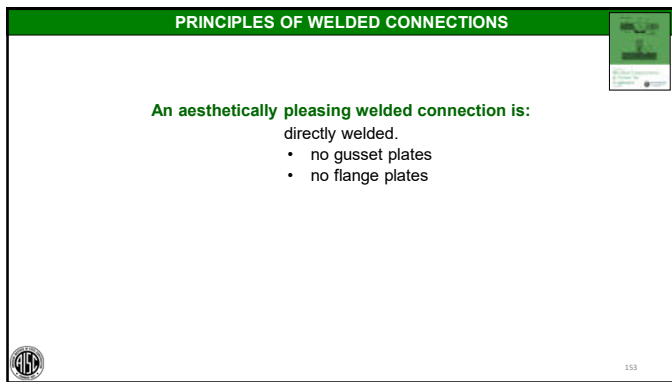 PRINCIPLES OF WELDED CONNECTIONS
An aesthetically pleasing welded connection is:
directly welded.
• no gusset plates
• no flange plates
AISC
153